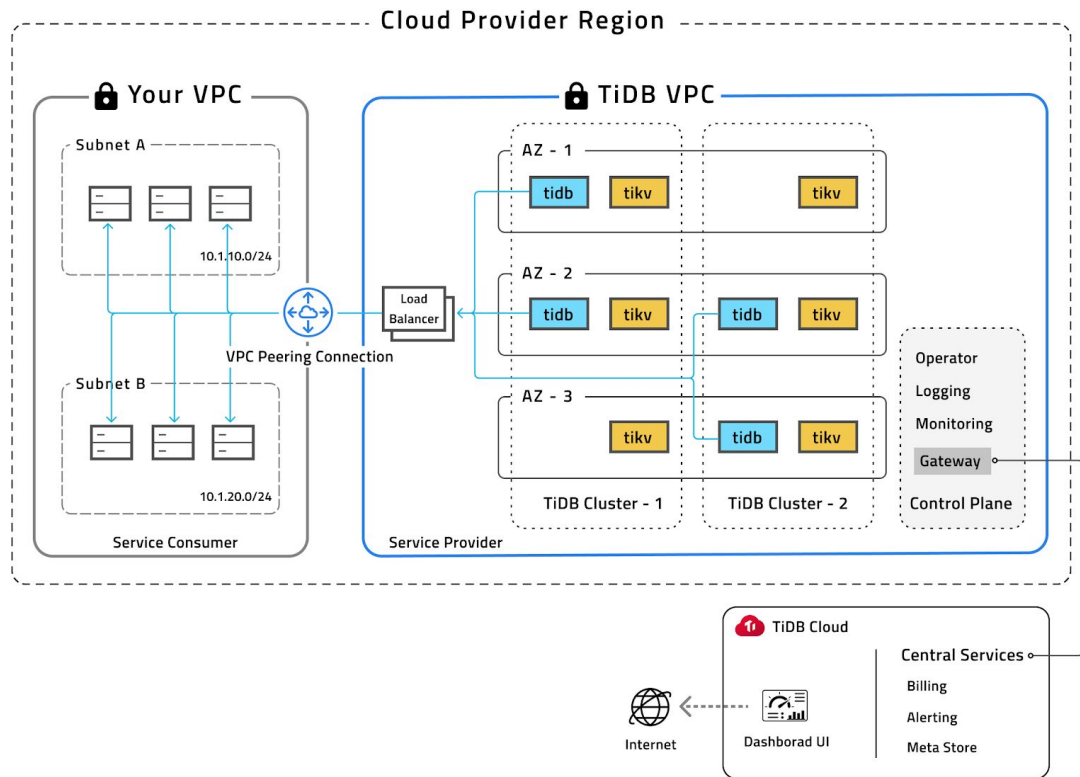 Cloud Provider Region
Your VPC
Subnet A
10.1.10.0/24
VPC Peering Connection
Subnet B
10.1.20.0/24
Service Consumer
TiDB VPC
Load
Balancer
AZ - 1
tidb
tikv
tikv
AZ - 2
tidb
tikv
tidb
tikv
AZ - 3
tikv
tidb
tikv
TiDB Cluster - 1
TiDB Cluster - 2
Operator
Logging
Monitoring
Gateway
Control Plane
Service Provider
TiDB Cloud
Internet
Dashborad UI
Central Services
Billing
Alerting
Meta Store